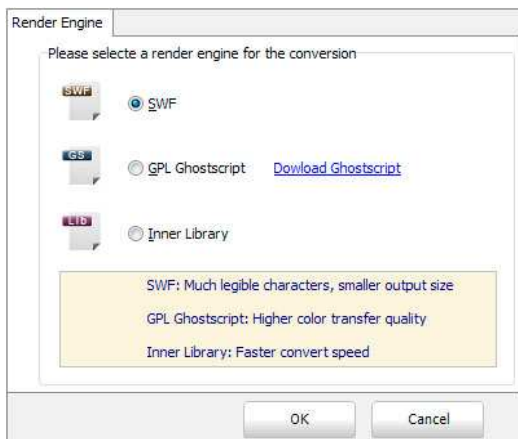 Render Engine
Please selecte a render engine for the conversion
SWF
SWF
GS
GPL Ghostscript Dowload Ghostscript
Lib
Inner Library
SWF: Much legible characters, smaller output size
GPL Ghostscript: Higher color transfer quality
Inner Library: Faster convert speed
OK Cancel